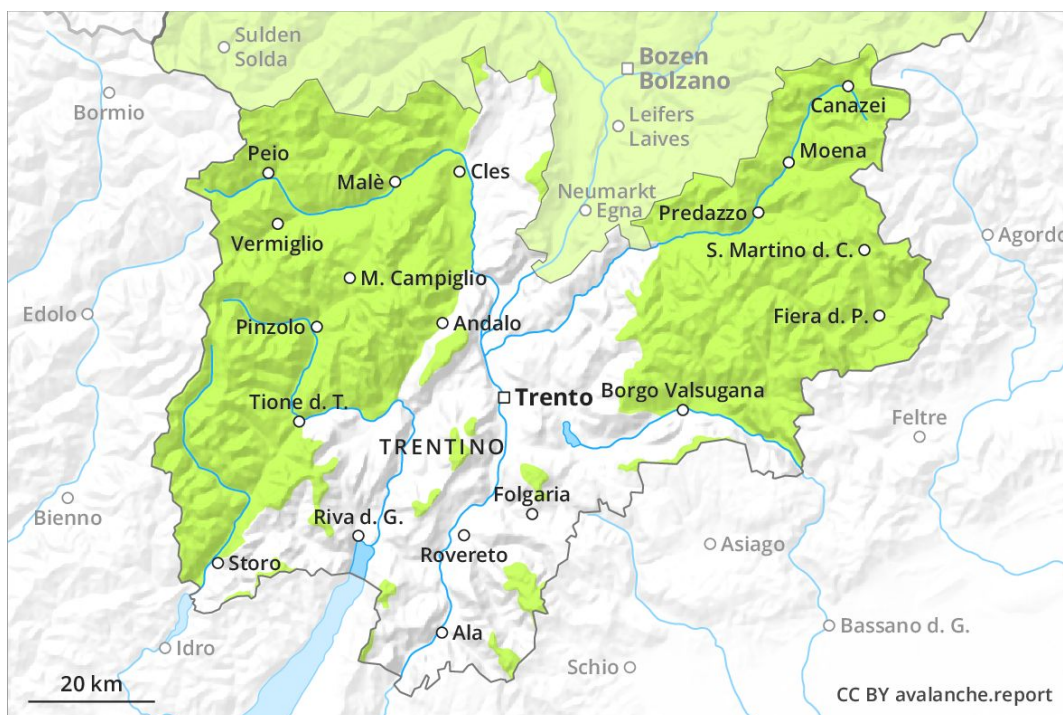 Sulden
Solda
Bozen
Bolzano
Bormio
Canazei
Leifers
Laives
Peio
Moena
Malè
Cles
Neumarkt
Egna
Predazzo
Vermiglio
Agordo
S. Martino d. C.
M. Campiglio
Edolo
Pinzolo
Andalo
Fiera d. P.
Trento
Borgo Valsugana
Tione d. T.
Feltre
TRENTINO
Bienno
Folgaria
Riva d. G.
Rovereto
Asiago
Storo
Ala
Bassano d. G.
Idro
Schio
20 km
CC BY avalanche.report